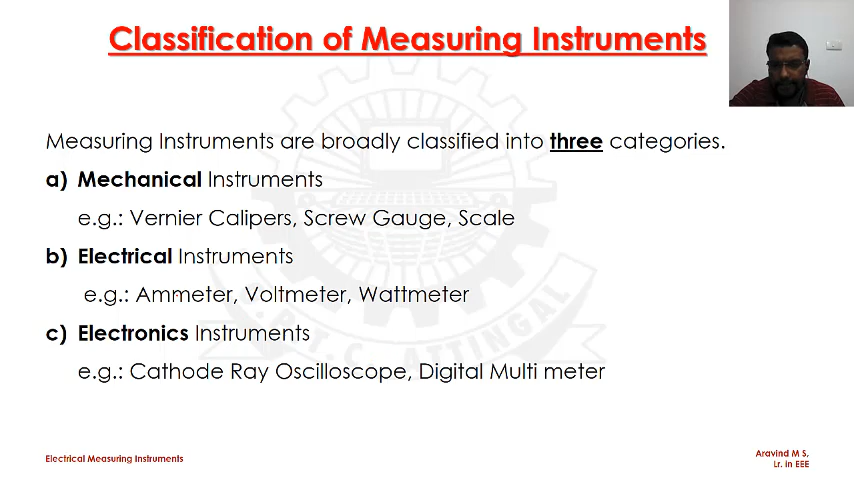 Classification of Measuring Instruments
Measuring Instruments are broadly classified into three categories.
a) Mechanical Instruments
e.g.: Vernier Calipers, Screw Gauge, Scale
b) Electrical Instruments
e.g.: Ammeter, Voltmeter, Wattmeter
c) Electronics Instruments
e.g.: Cathode Ray Oscilloscope, Digital Multi meter
P.T.C. ATTINGAL
Electrical Measuring Instruments
Aravind M S,
Lr. in EEE